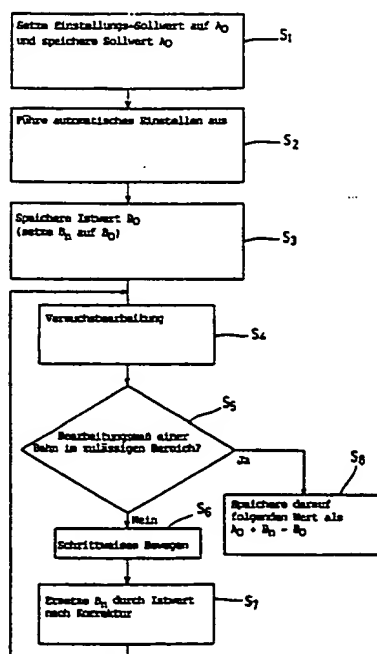 Setze Einstellungs-Sollwert auf A₀
und speichere Sollwert A₀
S₁
Führe automatisches Einstellen aus
S₂
Speichere Istwert B₀
(setze Bₙ auf B₀)
S₃
Versuchsbearbeitung
S₄
Bearbeitungsmaß einer
Bahn im zulässigen Bereich?
S₅
Ja
Nein
S₆
Schrittweises Bewegen
S₈
Speichere darauf
folgenden Wert als
A₀ + Bₙ - B₀
Ersetze Bₙ durch Istwert
nach Korrektur
S₇